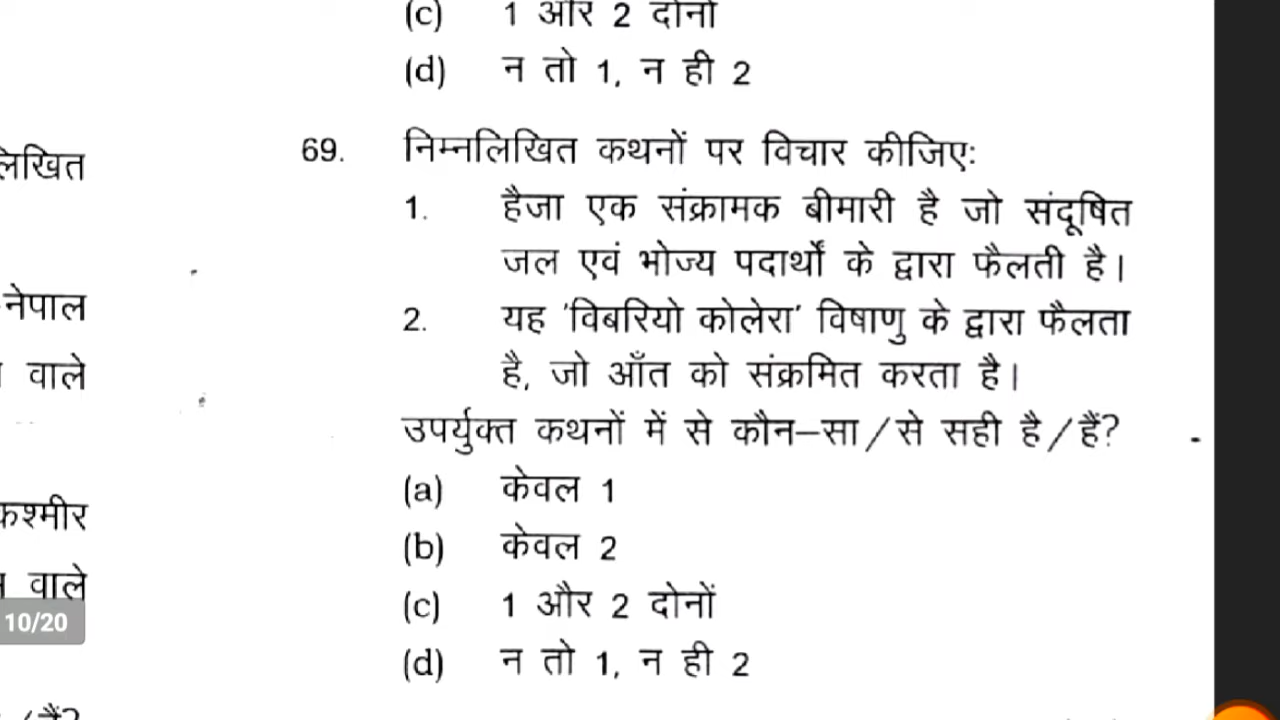 (c) 1 और 2 दोनों
(d) न तो 1, न ही 2
लिखित
69. निम्नलिखित कथनों पर विचार कीजिएः
1. हैजा एक संक्रामक बीमारी है जो संदूषित
जल एवं भोज्य पदार्थों के द्वारा फैलती है।
नेपाल
2. यह 'विबरियो कोलेरा' विषाणु के द्वारा फैलता
वाले
है, जो आँत को संक्रमित करता है।
उपर्युक्त कथनों में से कौन–सा/से सही है/हैं?
(a) केवल 1
कश्मीर
(b) केवल 2
वाले
(c) 1 और 2 दोनों
10/20
(d) न तो 1, न ही 2
/हैं?